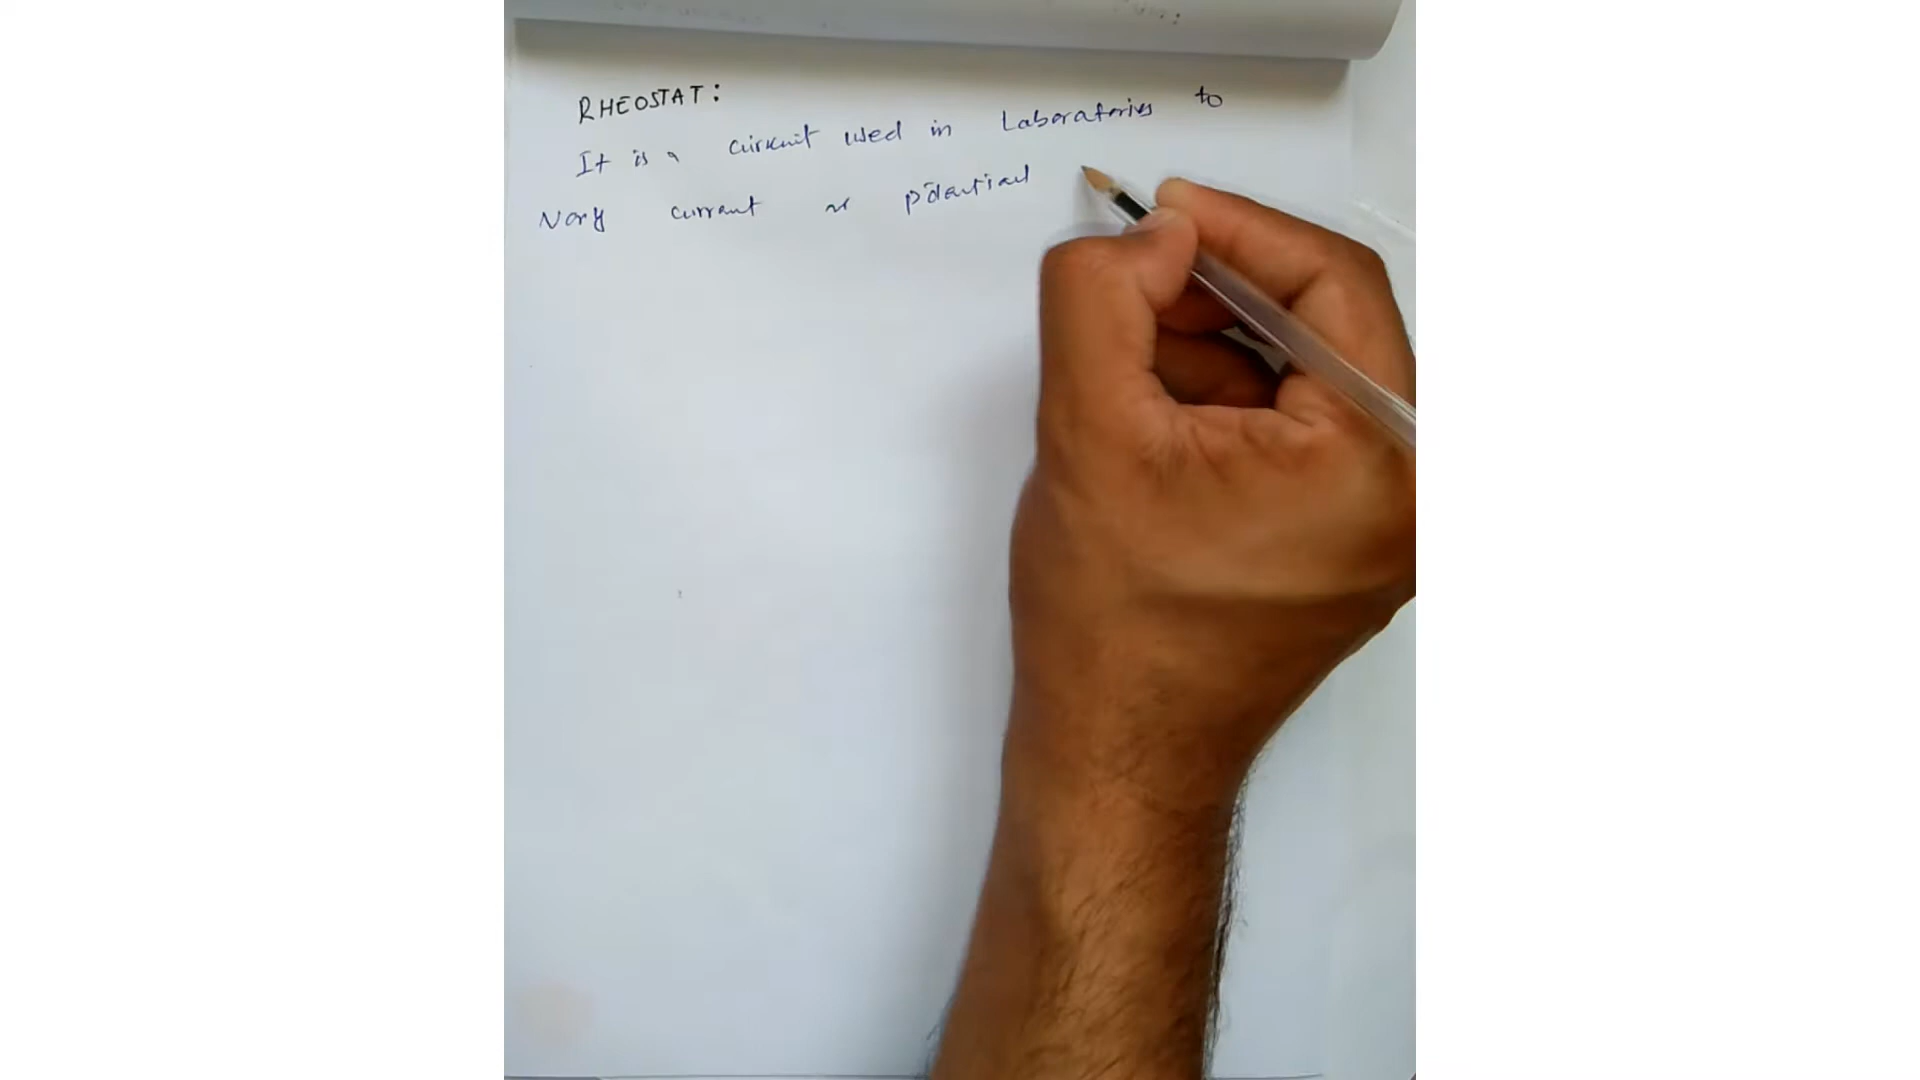 RHEOSTAT:
It is a circuit used in Laboratories to
Vary current or potential